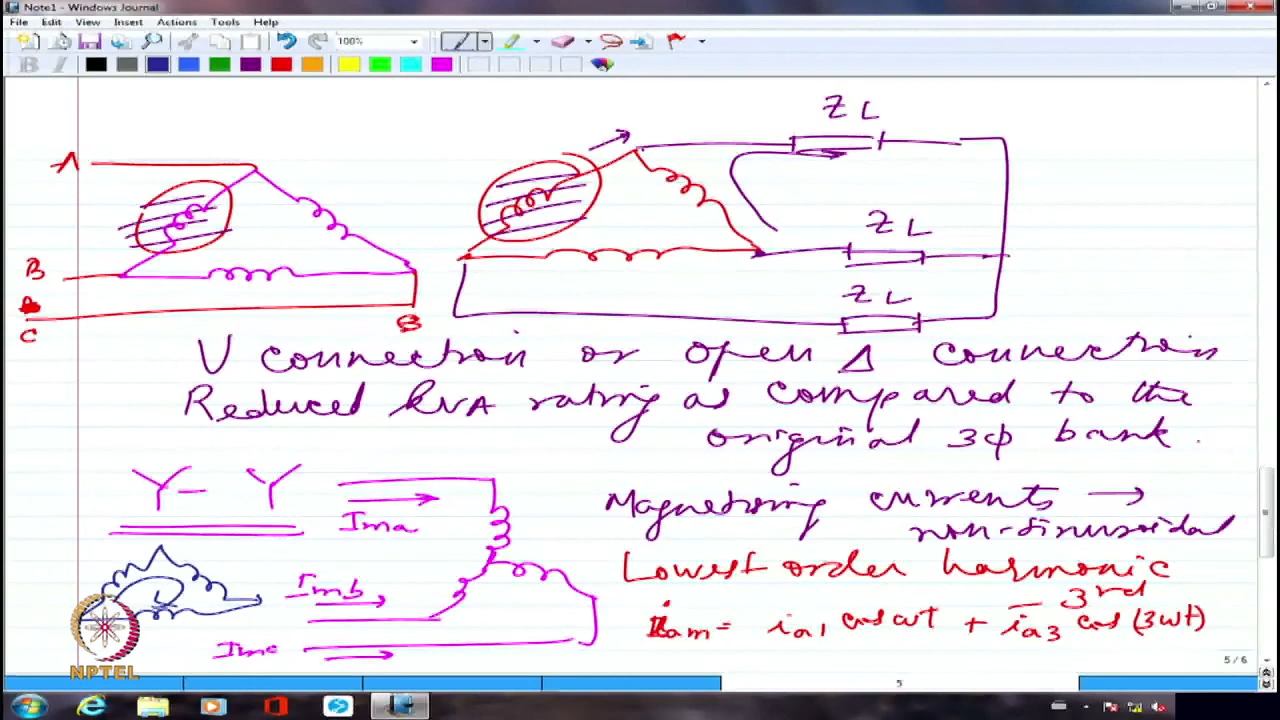 Note1 - Windows Journal
File Edit View Insert Actions Tools Help
100%
B I
A
B
C
B
Z L
Z L
Z L
V connection or open Δ connection
Reduced kVA rating as compared to the
original 3φ bank.
Y - Y
Ima
Imb
Imc
Magnetising currents →
non-sinusoidal
Lowest order harmonic
- 3rd
iam = ia1 cos ωt + ia3 cos (3ωt)
NPTEL
5 / 6
5